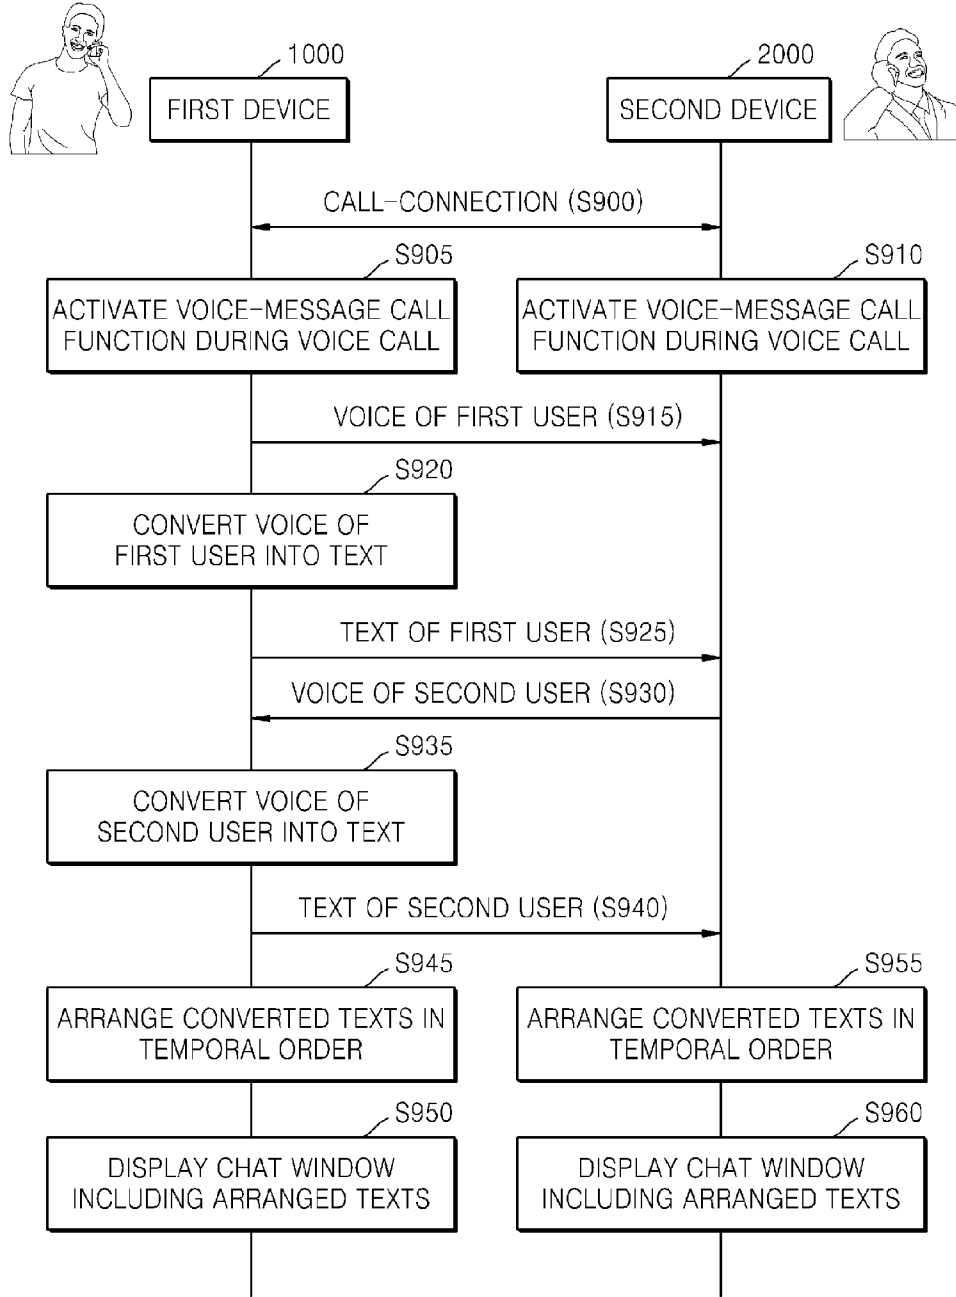 1000
2000
FIRST DEVICE
SECOND DEVICE
CALL-CONNECTION (S900)
S905
S910
ACTIVATE VOICE-MESSAGE CALL
FUNCTION DURING VOICE CALL
ACTIVATE VOICE-MESSAGE CALL
FUNCTION DURING VOICE CALL
VOICE OF FIRST USER (S915)
S920
CONVERT VOICE OF
FIRST USER INTO TEXT
TEXT OF FIRST USER (S925)
VOICE OF SECOND USER (S930)
S935
CONVERT VOICE OF
SECOND USER INTO TEXT
TEXT OF SECOND USER (S940)
S945
S955
ARRANGE CONVERTED TEXTS IN
TEMPORAL ORDER
ARRANGE CONVERTED TEXTS IN
TEMPORAL ORDER
S950
S960
DISPLAY CHAT WINDOW
INCLUDING ARRANGED TEXTS
DISPLAY CHAT WINDOW
INCLUDING ARRANGED TEXTS